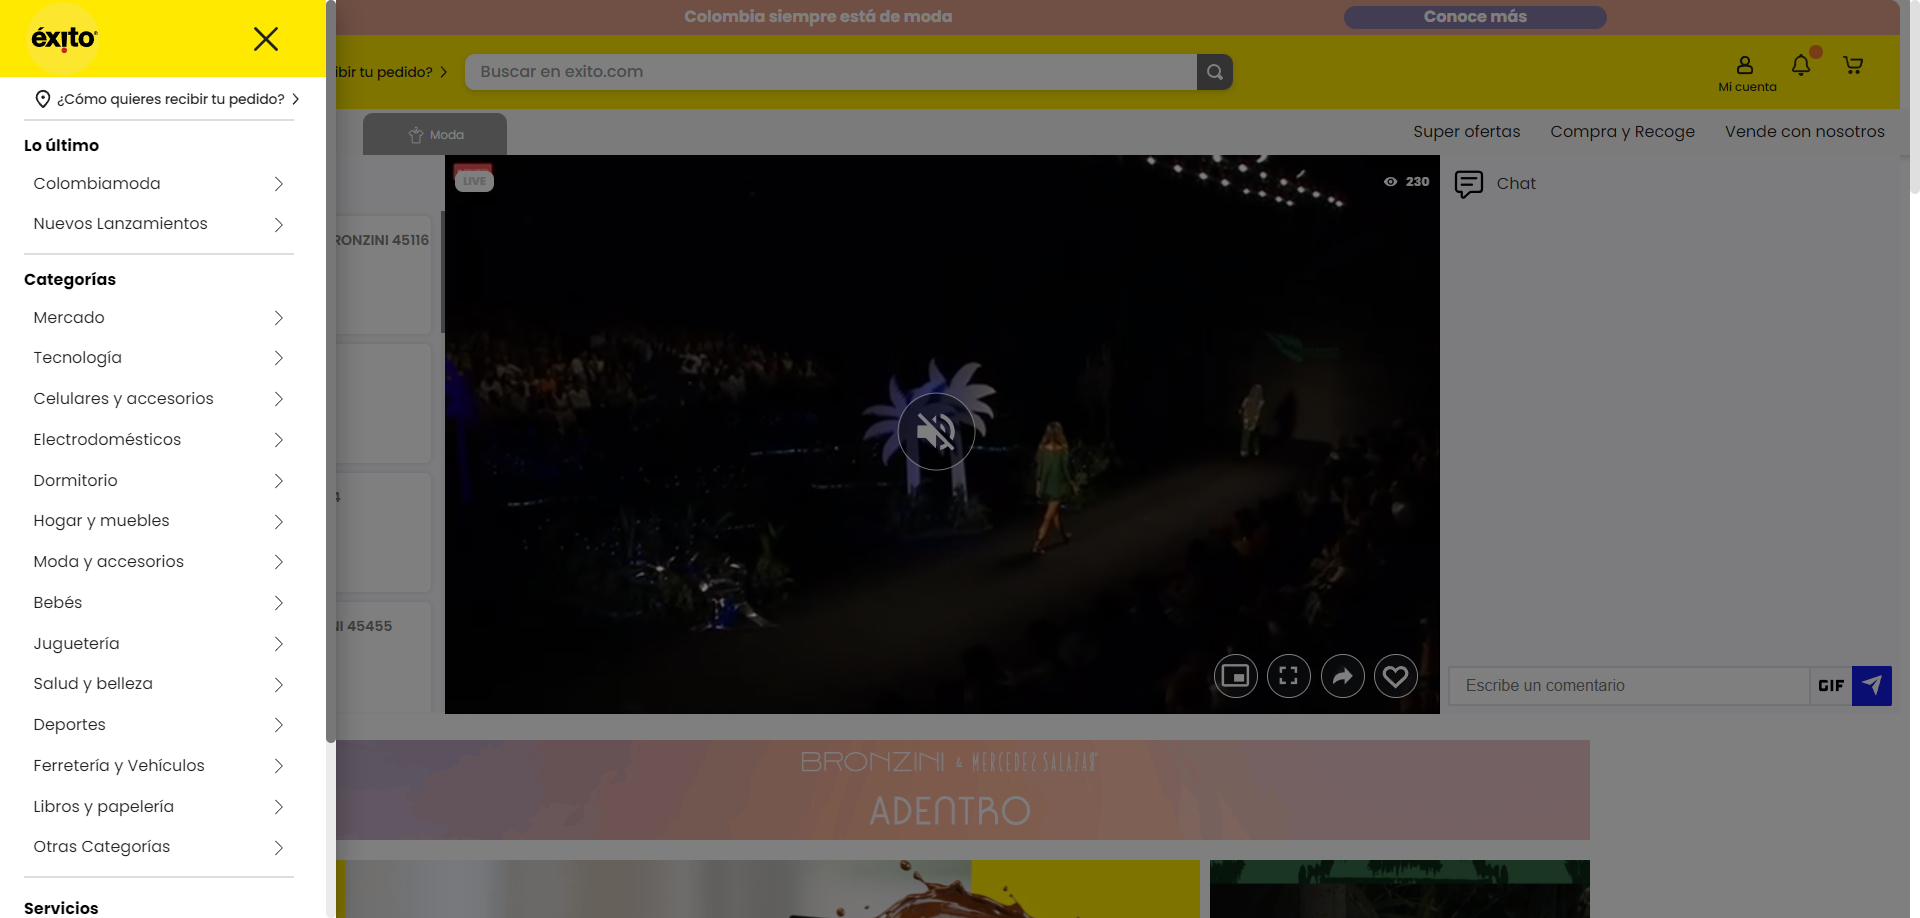 éxito
¿Cómo quieres recibir tu pedido?
Lo último
Colombiamoda
Nuevos Lanzamientos
Categorías
Mercado
Tecnología
Celulares y accesorios
Electrodomésticos
Dormitorio
Hogar y muebles
Moda y accesorios
Bebés
Juguetería
Salud y belleza
Deportes
Ferretería y Vehículos
Libros y papelería
Otras Categorías
Servicios
Colombia siempre está de moda
Conoce más
ibir tu pedido?
Buscar en exito.com
Mi cuenta
Moda
Super ofertas
Compra y Recoge
Vende con nosotros
RONZINI 45116
4
NI 45455
LIVE
230
Chat
Escribe un comentario
GIF
BRONZINI & MERCEDES SALAZAR
ADENTRO